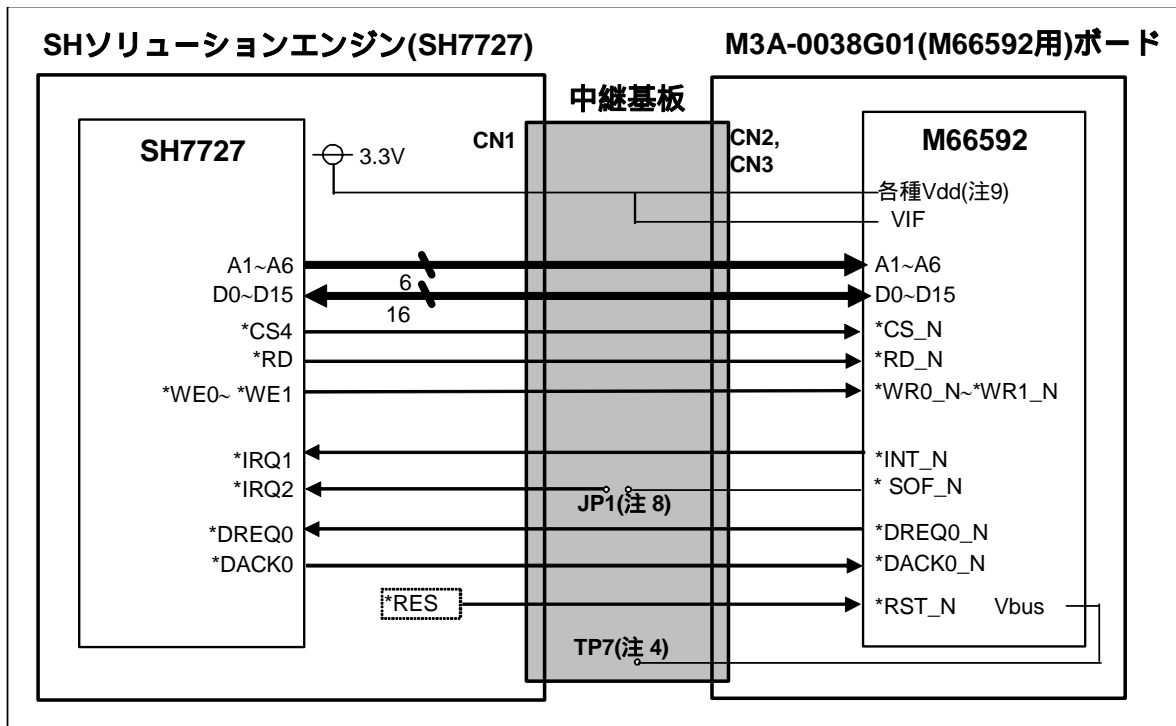 SHソリューションエンジン(SH7727)
M3A-0038G01(M66592用)ボード
中継基板
CN1
CN2,
CN3
SH7727
M66592
3.3V
各種Vdd(注9)
VIF
A1~A6
6
A1~A6
D0~D15
16
D0~D15
*CS4
*CS_N
*RD
*RD_N
*WE0~ *WE1
*WR0_N~*WR1_N
*IRQ1
*INT_N
*IRQ2
JP1(注 8)
* SOF_N
*DREQ0
*DREQ0_N
*DACK0
*DACK0_N
*RES
*RST_N
Vbus
TP7(注 4)